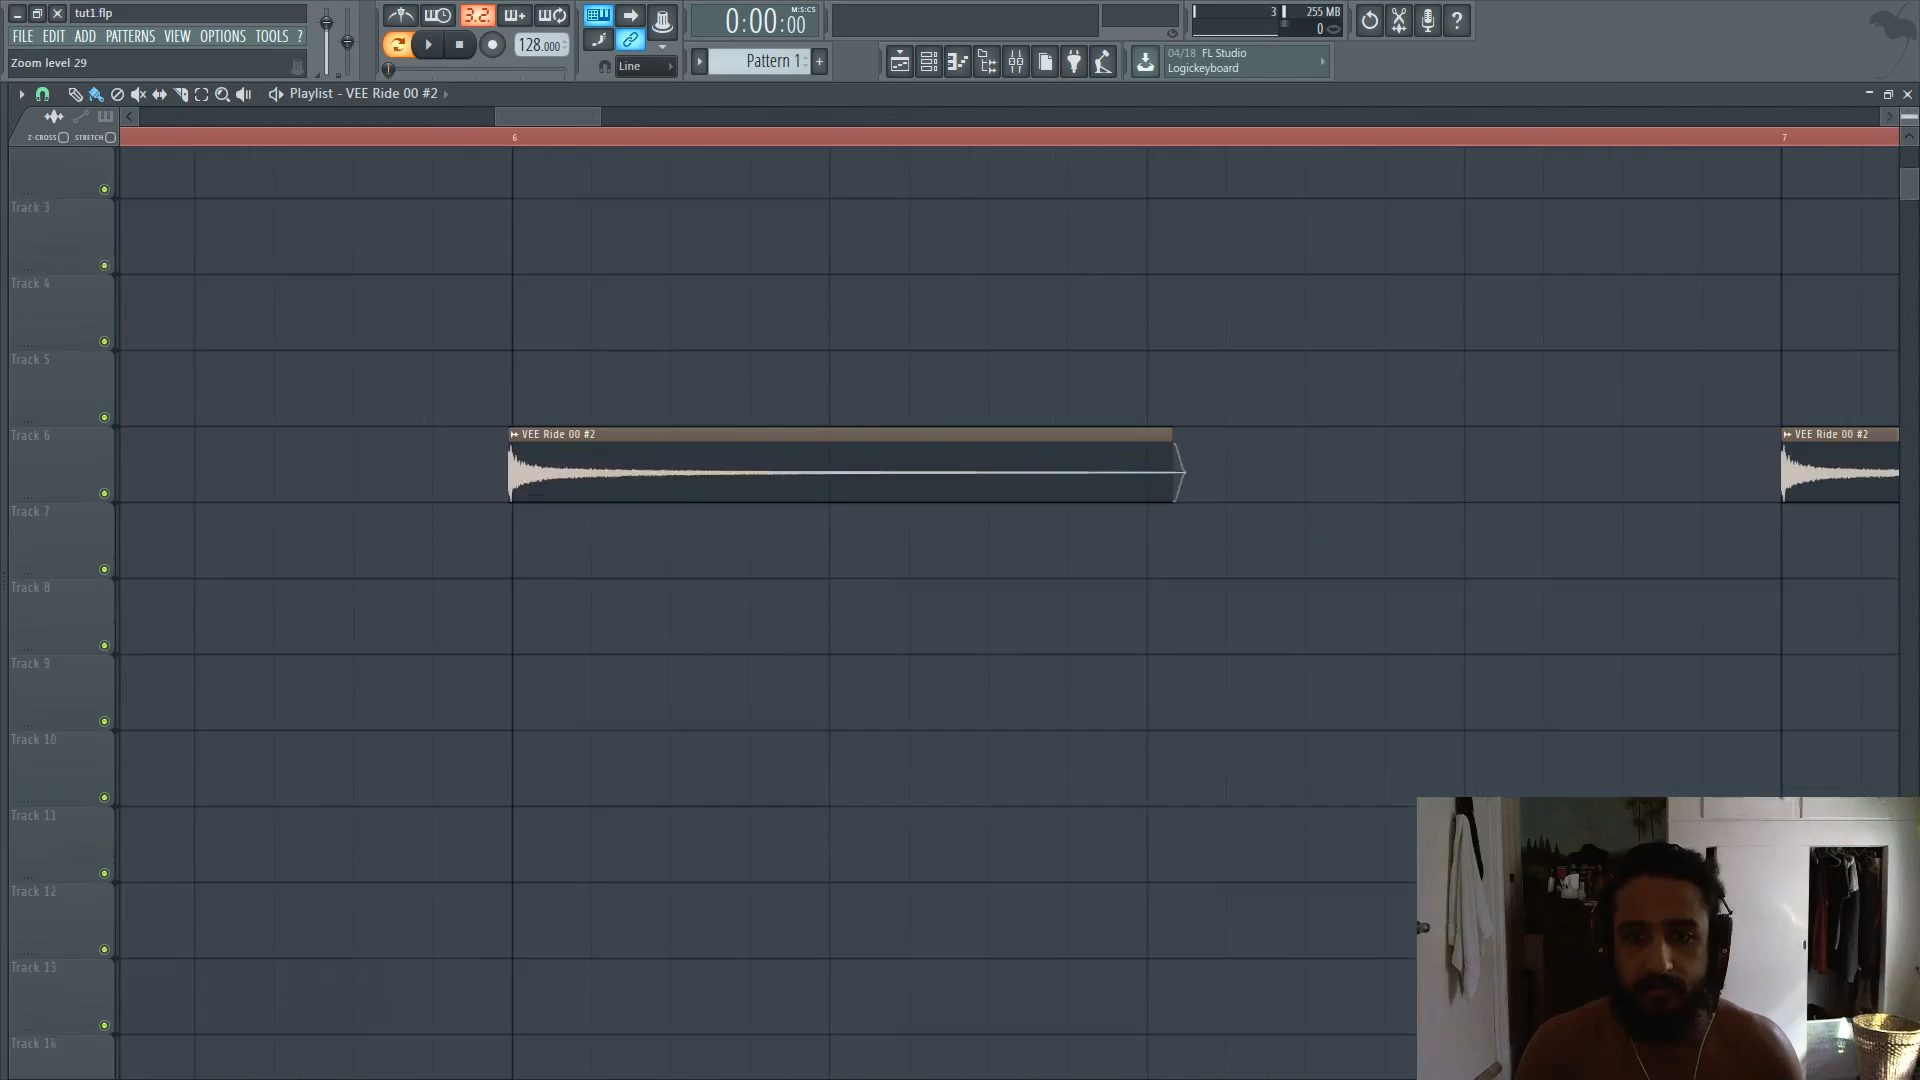 tut1.flp
FILE EDIT ADD PATTERNS VIEW OPTIONS TOOLS ?
Zoom level 29
3.2.
128.000
Line
0:00:00
M:S:CS
Pattern 1
+
3
255 MB
0
?
04/18 FL Studio
Logickeyboard
Playlist - VEE Ride 00 #2
Z-CROSS STRETCH
6
7
Track 3
Track 4
Track 5
Track 6
VEE Ride 00 #2
VEE Ride 00 #2
Track 7
Track 8
Track 9
Track 10
Track 11
Track 12
Track 13
Track 14